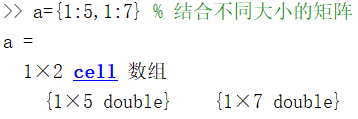 >> a={1:5,1:7} % 结合不同大小的矩阵
a =
1×2 cell 数组
{1×5 double}    {1×7 double}